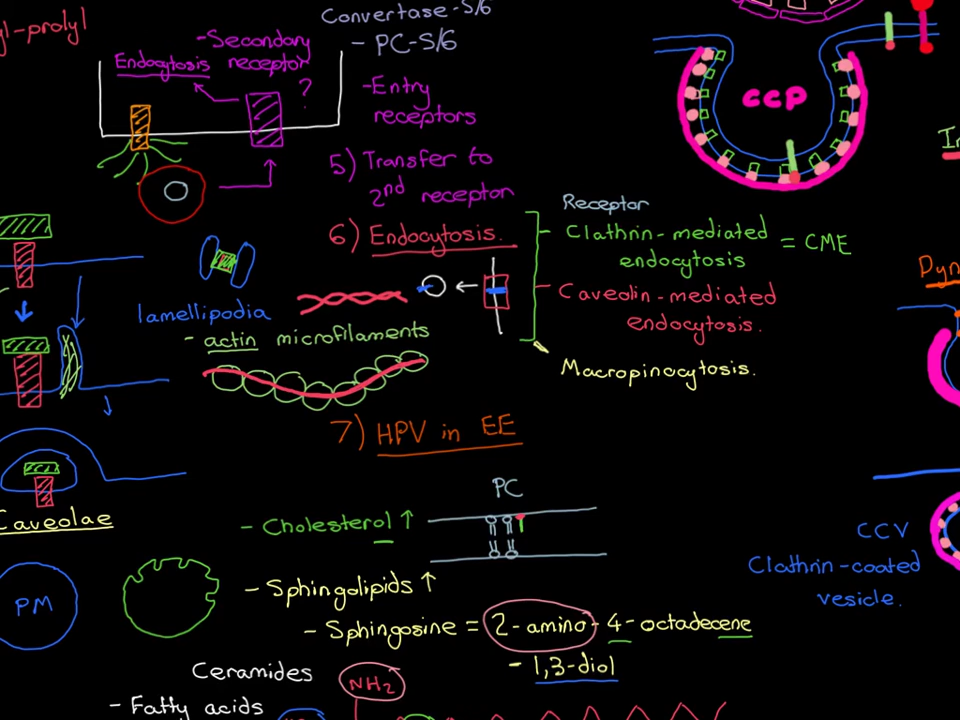 yl-prolyl
Convertase-5/6
- PC-5/6
- Secondary
Endocytosis receptor
?
- Entry
receptors
5) Transfer to
2nd receptor
6) Endocytosis.
Receptor
- Clathrin-mediated
endocytosis
= CME
- Caveolin-mediated
endocytosis.
Macropinocytosis.
CCP
lamellipodia
- actin microfilaments
7) HPV in EE
Caveolae
PM
PC
- Cholesterol ↑
- Sphingolipids ↑
- Sphingosine = 2-amino-4-octadecene
- 1,3-diol
Ceramides
- Fatty acids
NH2
CCV
Clathrin-coated
vesicle.